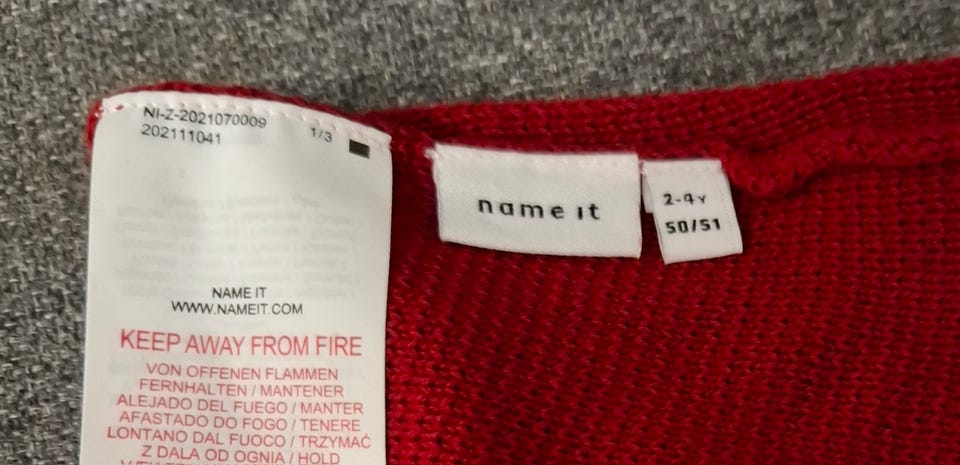 NI-Z-2021070009
202111041
1/3
NAME IT
WWW.NAMEIT.COM
KEEP AWAY FROM FIRE
VON OFFENEN FLAMMEN
FERNHALTEN / MANTENER
ALEJADO DEL FUEGO / MANTER
AFASTADO DO FOGO / TENERE
LONTANO DAL FUOCO / TRZYMAĆ
Z DALA OD OGNIA / HOLD
name it
2-4Y
50/51